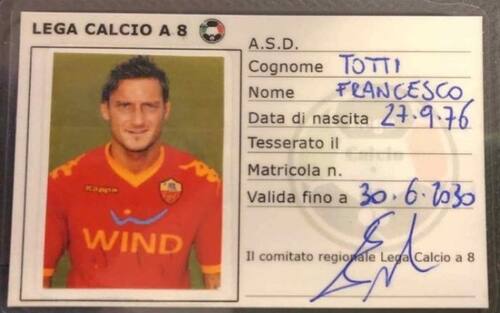 LEGA CALCIO A 8
A.S.D.
Cognome TOTTI
Nome FRANCESCO
Data di nascita 27.9.76
Tesserato il
Matricola n.
Valida fino a 30.6.2030
Il comitato regionale Lega Calcio a 8
Kappa
WIND
Calcio